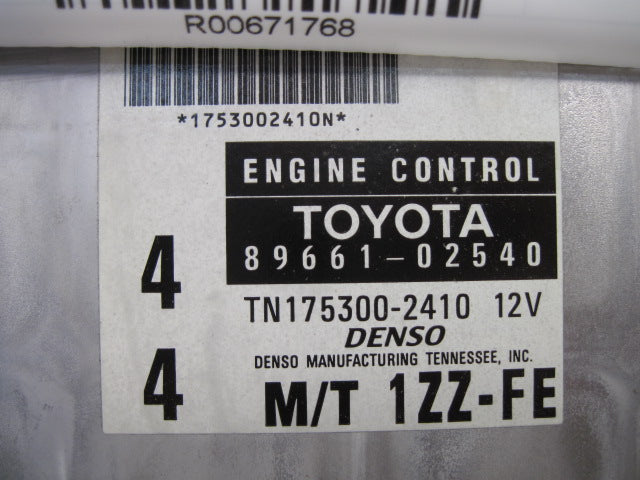 R00671768
*1753002410N*
ENGINE CONTROL
TOYOTA
89661-02540
4
TN175300-2410 12V
DENSO
DENSO MANUFACTURING TENNESSEE, INC.
4
M/T 1ZZ-FE